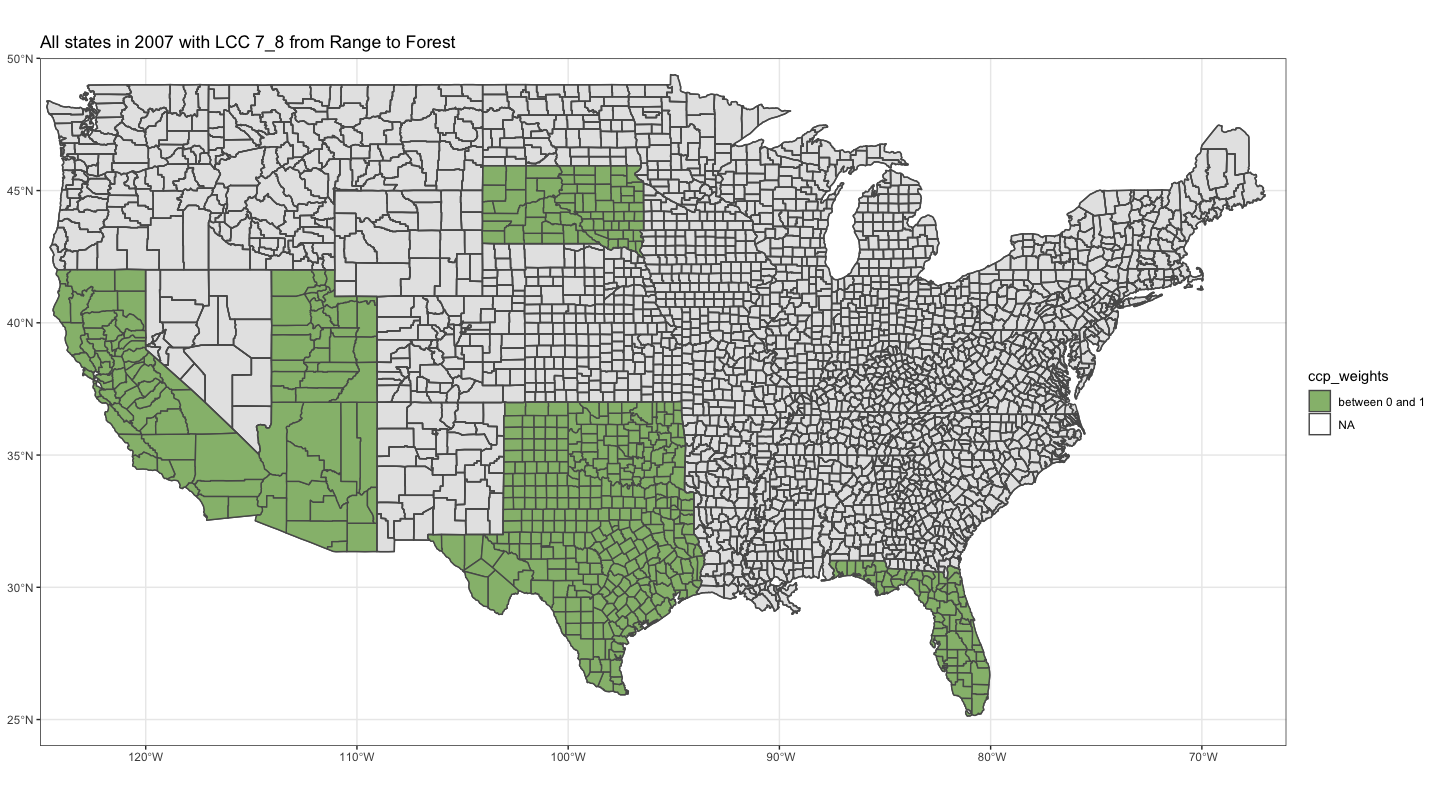 All states in 2007 with LCC 7_8 from Range to Forest
50°N
45°N
40°N
35°N
30°N
25°N
120°W
110°W
100°W
90°W
80°W
70°W
ccp_weights
between 0 and 1
NA